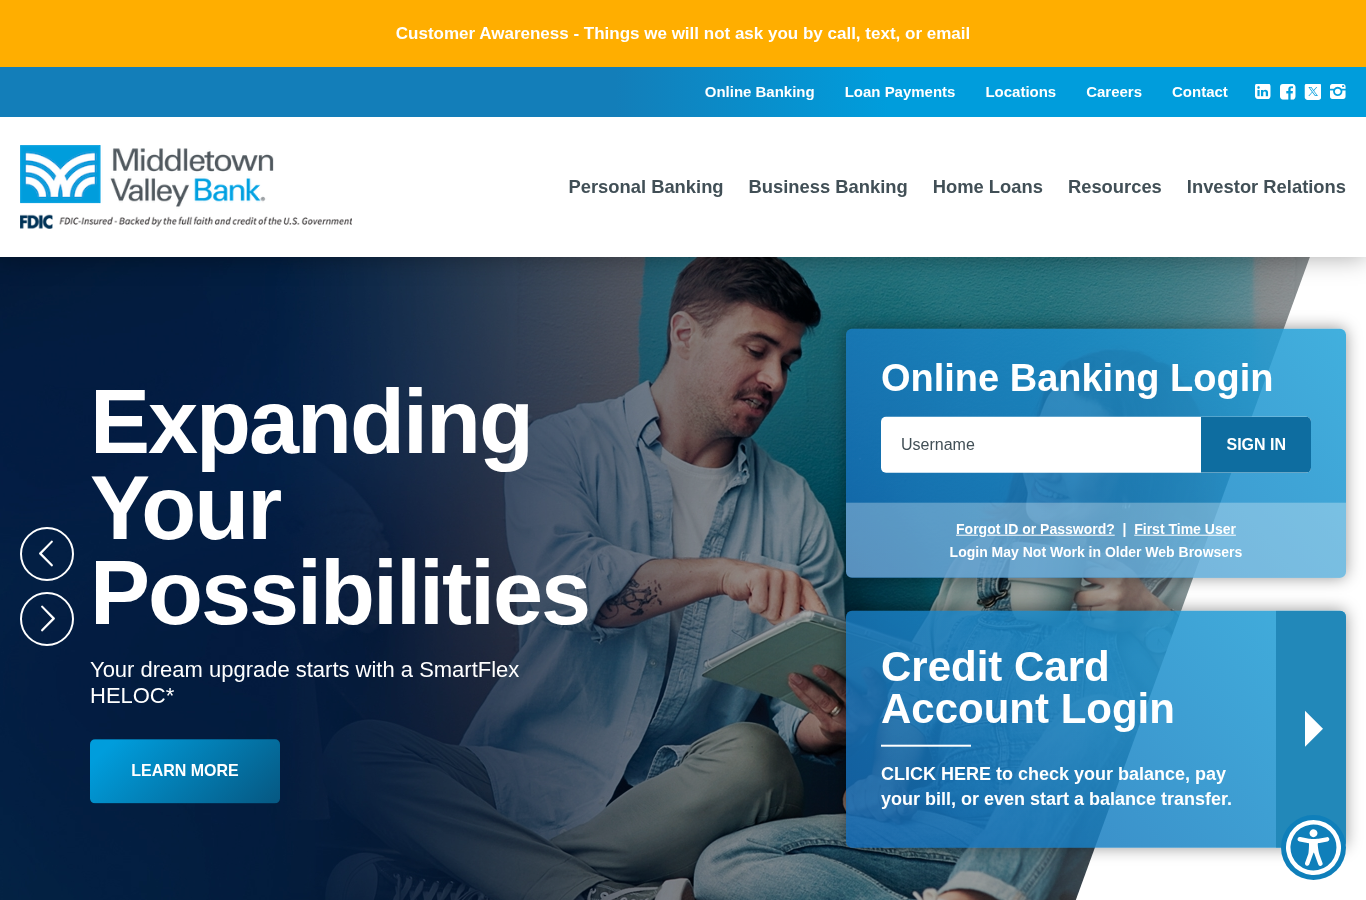 Customer Awareness - Things we will not ask you by call, text, or email
Online Banking Loan Payments Locations Careers Contact
Middletown
Valley Bank.
FDIC FDIC-Insured - Backed by the full faith and credit of the U.S. Government
Personal Banking Business Banking Home Loans Resources Investor Relations
Expanding
Your
Possibilities
Your dream upgrade starts with a SmartFlex
HELOC*
LEARN MORE
Online Banking Login
Username SIGN IN
Forgot ID or Password? | First Time User
Login May Not Work in Older Web Browsers
Credit Card
Account Login
CLICK HERE to check your balance, pay
your bill, or even start a balance transfer.